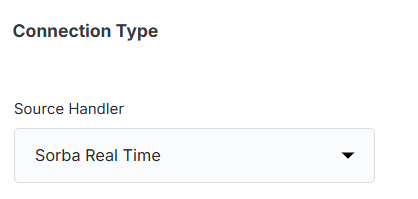 Connection Type
Source Handler
Sorba Real Time